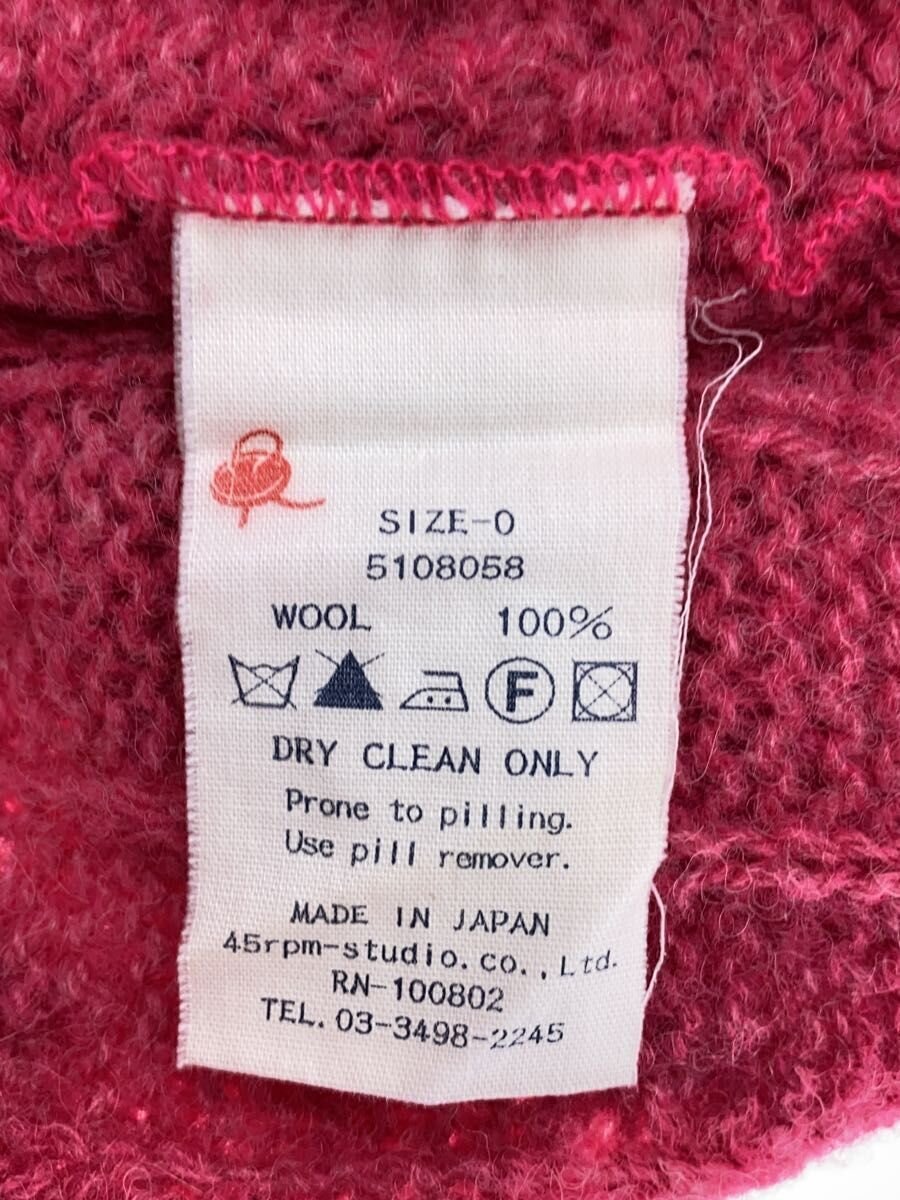 SIZE-0
5108058
WOOL 100%
F
DRY CLEAN ONLY
Prone to pilling.
Use pill remover.
MADE IN JAPAN
45rpm-studio.co.,Ltd.
RN-100802
TEL. 03-3498-2245